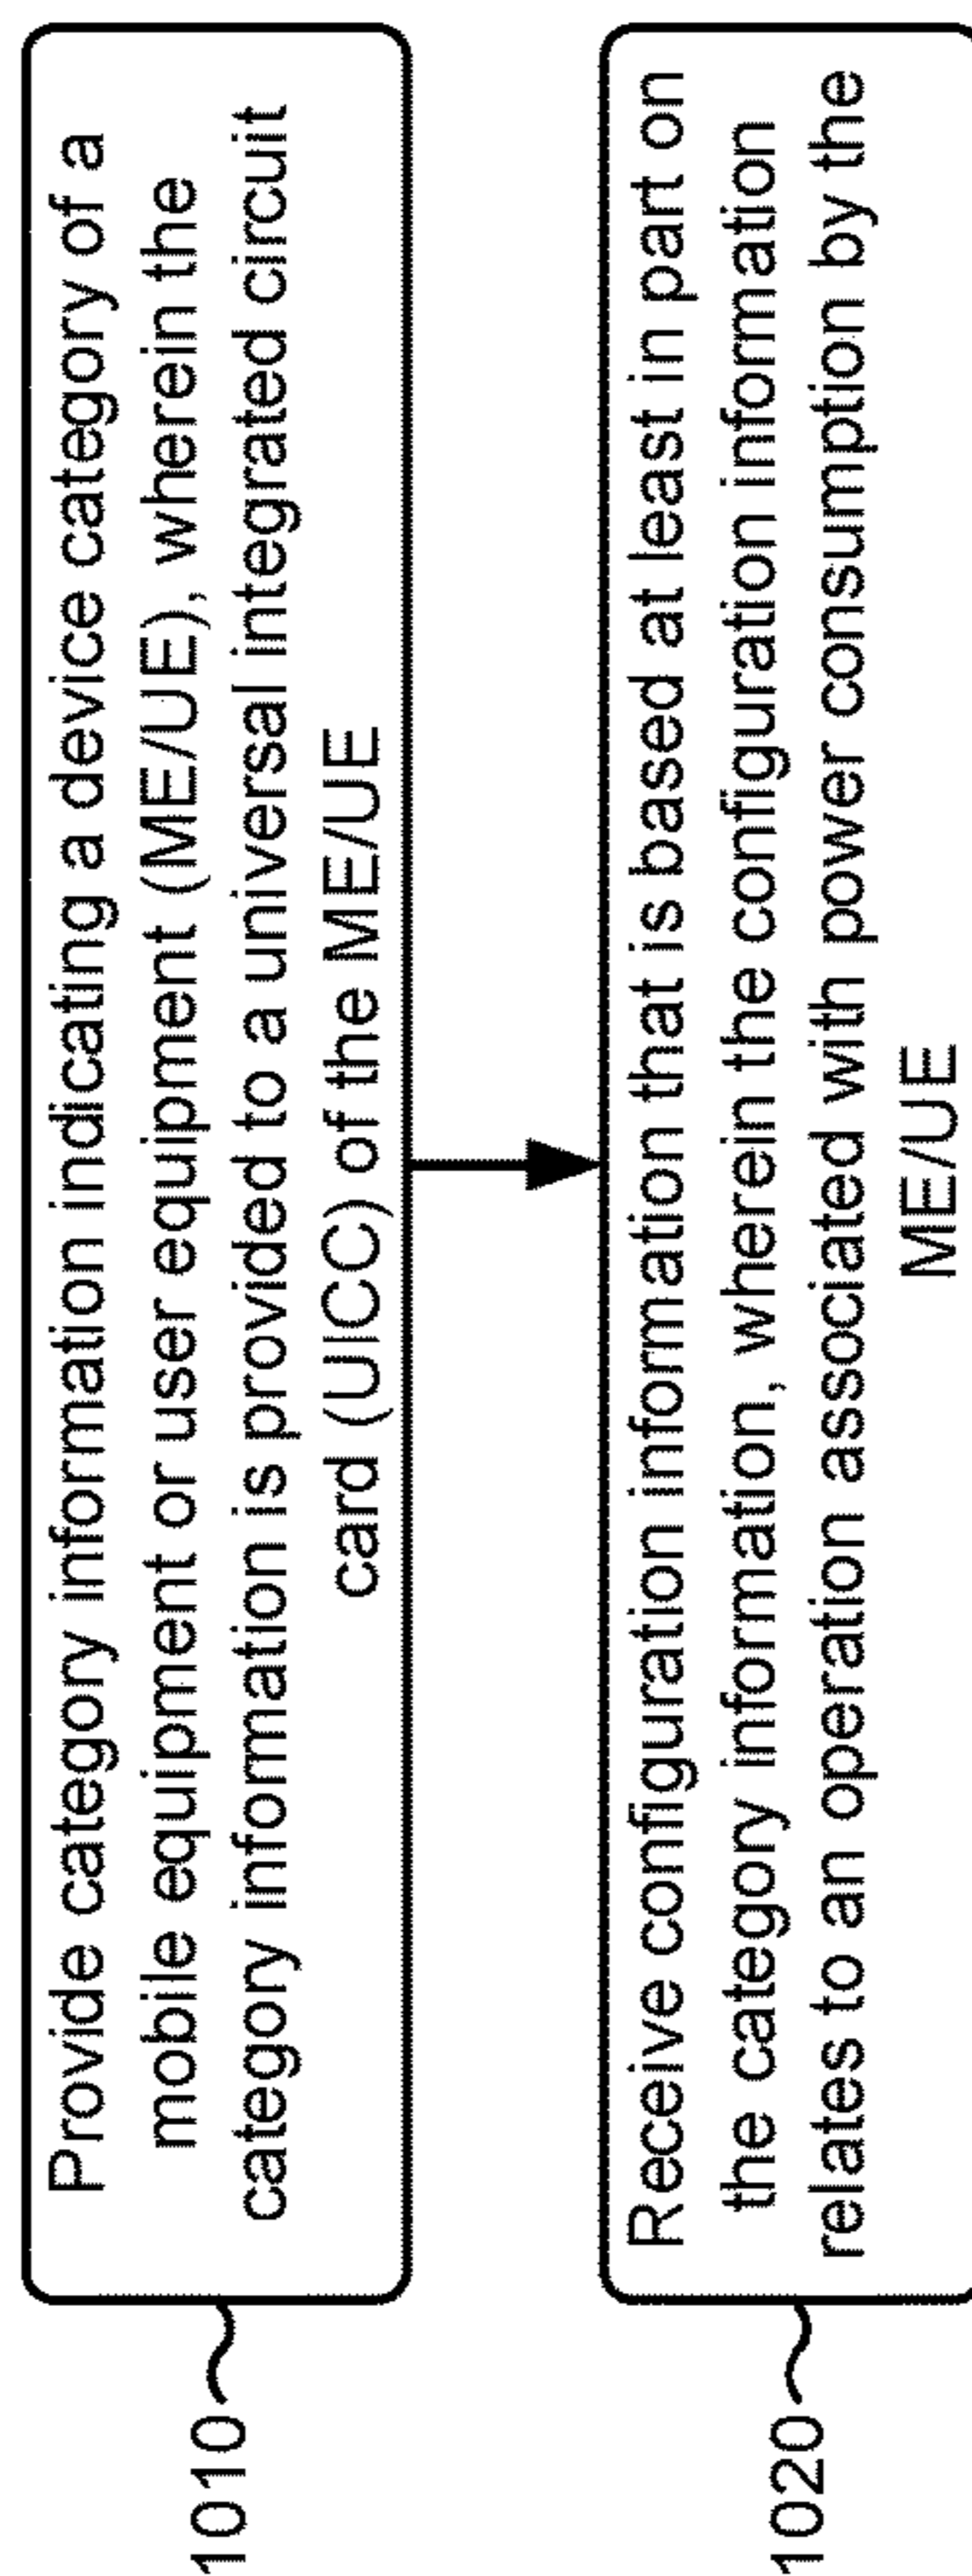 1010
Provide category information indicating a device category of a
mobile equipment or user equipment (ME/UE), wherein the
category information is provided to a universal integrated circuit
card (UICC) of the ME/UE
1020
Receive configuration information that is based at least in part on
the category information, wherein the configuration information
relates to an operation associated with power consumption by the
ME/UE